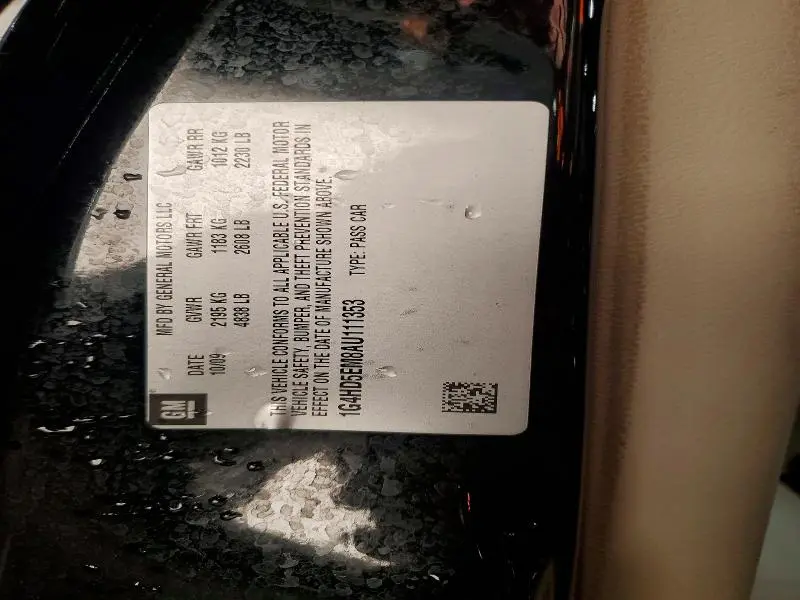 GM
MFD BY GENERAL MOTORS LLC
DATE GVWR GAWR FRT GAWR RR
10/09 2195 KG 1183 KG 1012 KG
4838 LB 2608 LB 2230 LB
THIS VEHICLE CONFORMS TO ALL APPLICABLE U.S. FEDERAL MOTOR
VEHICLE SAFETY, BUMPER, AND THEFT PREVENTION STANDARDS IN
EFFECT ON THE DATE OF MANUFACTURE SHOWN ABOVE.
1G4HD5EM8AU111353 TYPE: PASS CAR